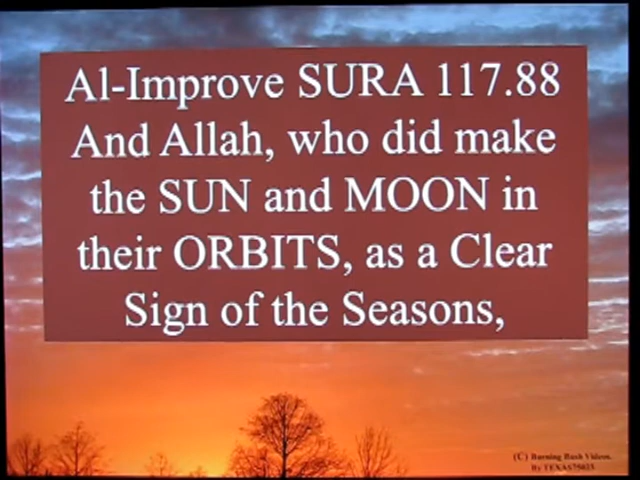 Al-Improve SURA 117.88
And Allah, who did make
the SUN and MOON in
their ORBITS, as a Clear
Sign of the Seasons,
(C) Burning Bush Videos.
By TEXAS75035